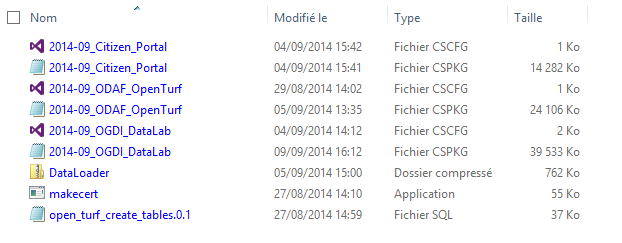 Nom Modifié le Type Taille
2014-09_Citizen_Portal 04/09/2014 15:42 Fichier CSCFG 1 Ko
2014-09_Citizen_Portal 04/09/2014 15:41 Fichier CSPKG 14 282 Ko
2014-09_ODAF_OpenTurf 29/08/2014 14:02 Fichier CSCFG 1 Ko
2014-09_ODAF_OpenTurf 05/09/2014 13:35 Fichier CSPKG 24 106 Ko
2014-09_OGDI_DataLab 04/09/2014 14:12 Fichier CSCFG 2 Ko
2014-09_OGDI_DataLab 09/09/2014 16:12 Fichier CSPKG 39 533 Ko
DataLoader 05/09/2014 15:00 Dossier compressé 762 Ko
makecert 27/08/2014 14:10 Application 55 Ko
open_turf_create_tables.0.1 27/08/2014 14:59 Fichier SQL 37 Ko